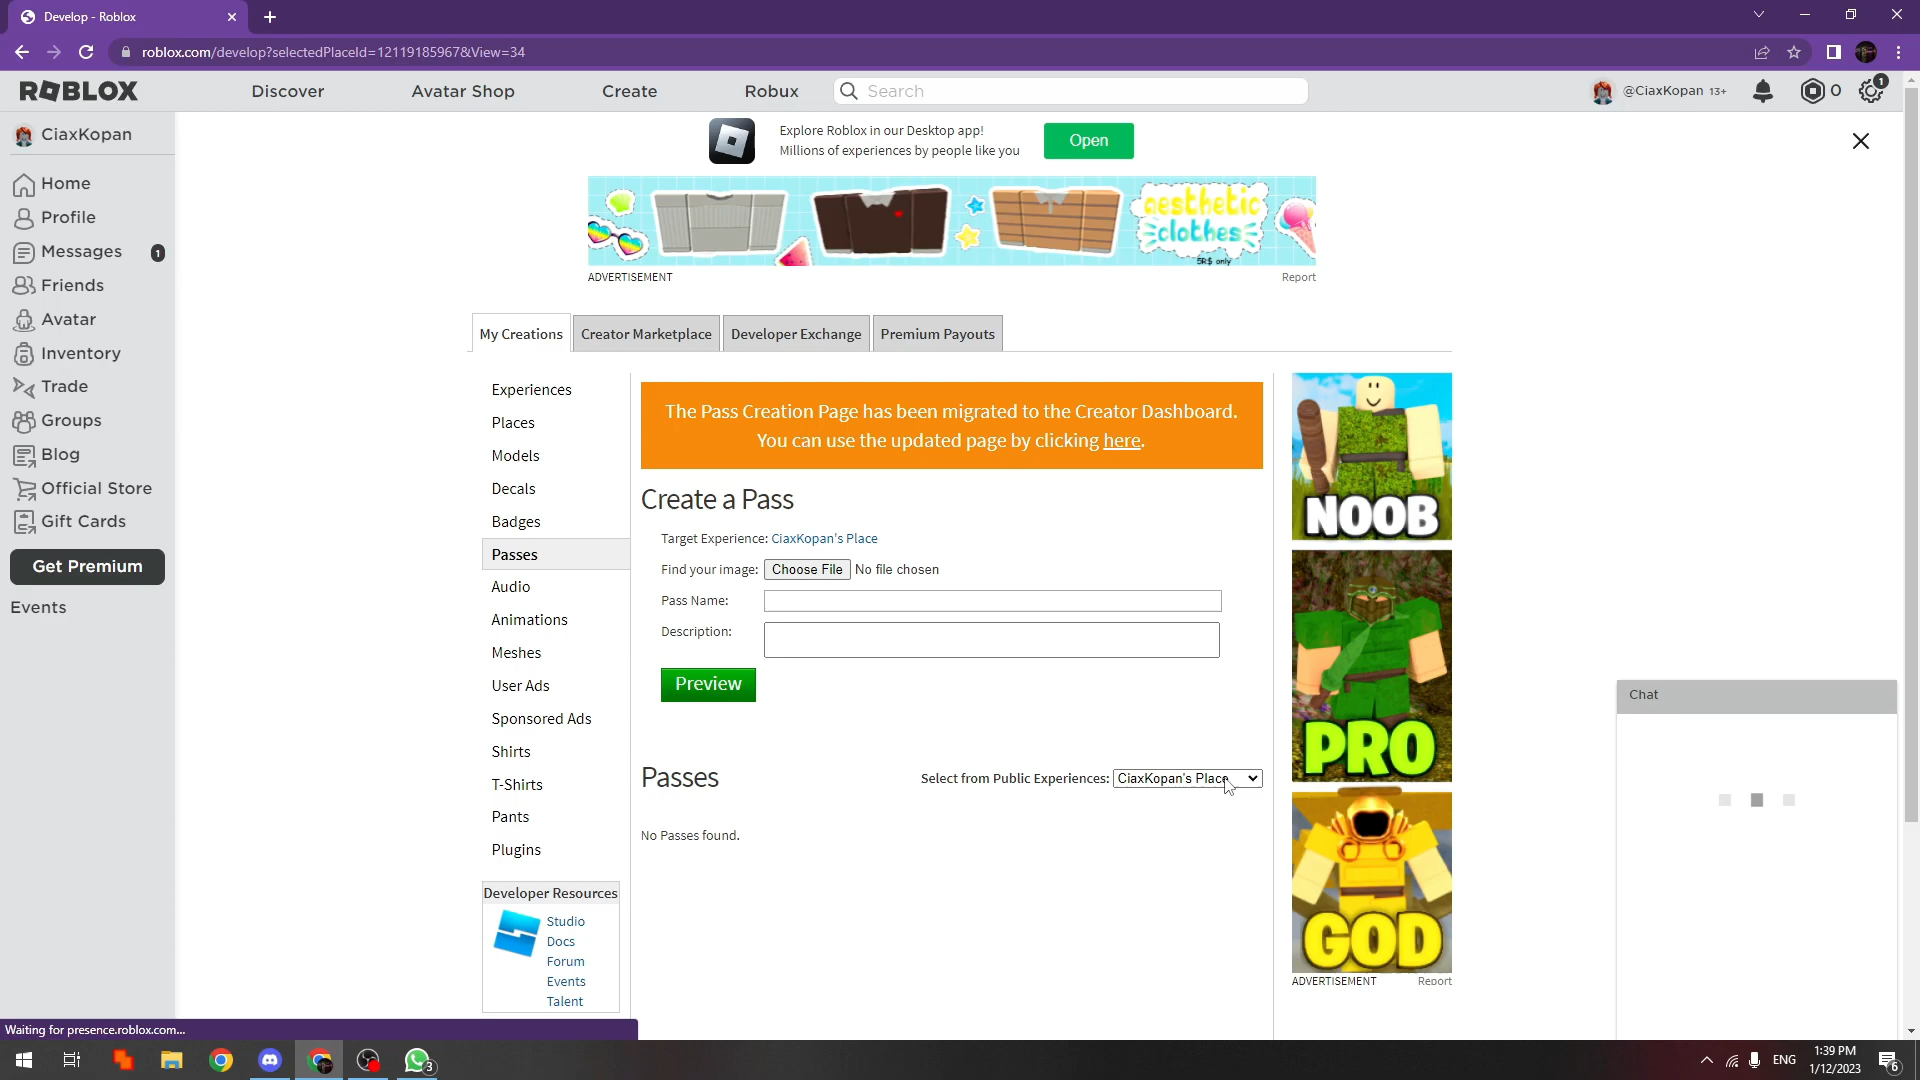 Develop - Roblox
roblox.com/develop?selectedPlaceId=12119185967&View=34
ROBLOX
Discover
Avatar Shop
Create
Robux
Search
@CiaxKopan 13+
0
1
CiaxKopan
Home
Profile
Messages 1
Friends
Avatar
Inventory
Trade
Groups
Blog
Official Store
Gift Cards
Get Premium
Events
Explore Roblox in our Desktop app!
Millions of experiences by people like you
Open
aesthetic
clothes
5R$ only
ADVERTISEMENT
Report
My Creations
Creator Marketplace
Developer Exchange
Premium Payouts
Experiences
Places
Models
Decals
Badges
Passes
Audio
Animations
Meshes
User Ads
Sponsored Ads
Shirts
T-Shirts
Pants
Plugins
Developer Resources
Studio
Docs
Forum
Events
Talent
The Pass Creation Page has been migrated to the Creator Dashboard.
You can use the updated page by clicking here.
Create a Pass
Target Experience: CiaxKopan's Place
Find your image: Choose File No file chosen
Pass Name:
Description:
Preview
Passes
Select from Public Experiences: CiaxKopan's Place
No Passes found.
NOOB
PRO
GOD
ADVERTISEMENT
Report
Chat
Waiting for presence.roblox.com...
3
ENG
1:39 PM
1/12/2023
6